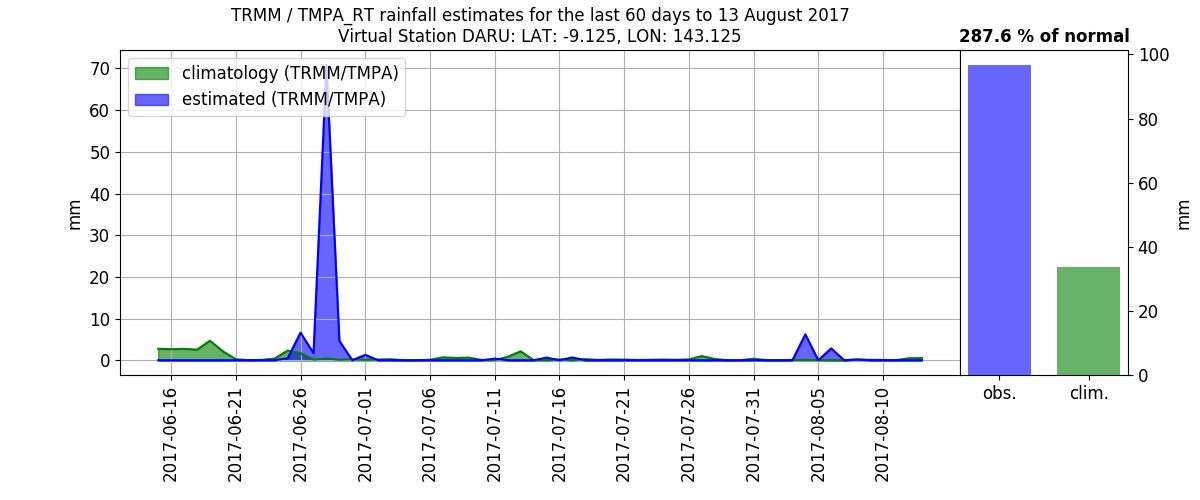 TRMM / TMPA_RT rainfall estimates for the last 60 days to 13 August 2017
Virtual Station DARU: LAT: -9.125, LON: 143.125
287.6 % of normal
climatology (TRMM/TMPA)
estimated (TRMM/TMPA)
mm
70
60
50
40
30
20
10
0
2017-06-16
2017-06-21
2017-06-26
2017-07-01
2017-07-06
2017-07-11
2017-07-16
2017-07-21
2017-07-26
2017-07-31
2017-08-05
2017-08-10
100
80
60
40
20
0
mm
obs.
clim.